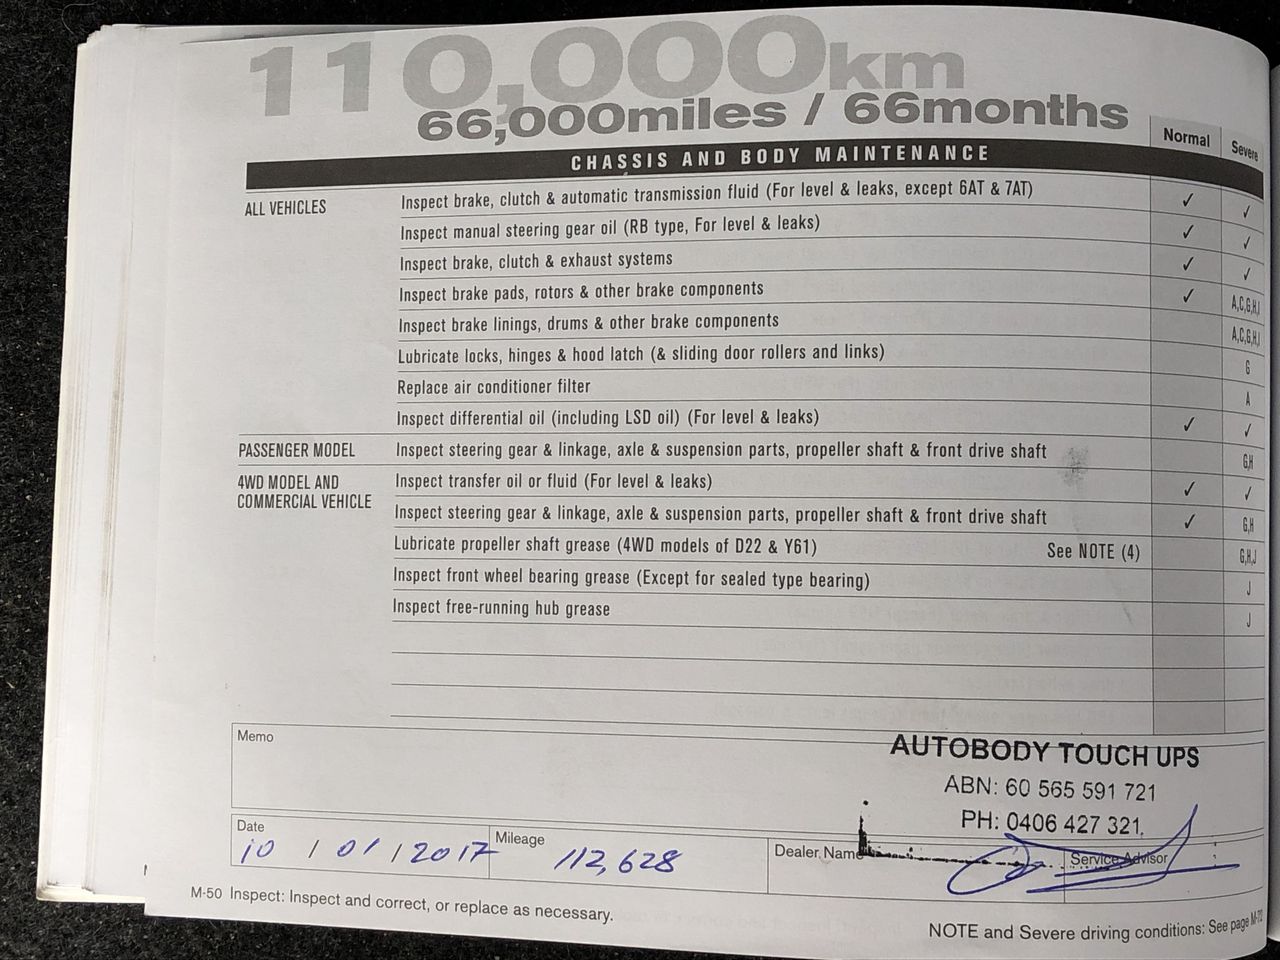 110,000km
66,000miles / 66months
Normal Severe
CHASSIS AND BODY MAINTENANCE
ALL VEHICLES Inspect brake, clutch & automatic transmission fluid (For level & leaks, except 6AT & 7AT) ✓ ✓
Inspect manual steering gear oil (RB type, For level & leaks) ✓ ✓
Inspect brake, clutch & exhaust systems ✓ ✓
Inspect brake pads, rotors & other brake components ✓ A,C,G,H,I
Inspect brake linings, drums & other brake components A,C,G,H,I
Lubricate locks, hinges & hood latch (& sliding door rollers and links) G
Replace air conditioner filter A
Inspect differential oil (including LSD oil) (For level & leaks) ✓ ✓
PASSENGER MODEL Inspect steering gear & linkage, axle & suspension parts, propeller shaft & front drive shaft G,H
4WD MODEL AND Inspect transfer oil or fluid (For level & leaks) ✓ ✓
COMMERCIAL VEHICLE Inspect steering gear & linkage, axle & suspension parts, propeller shaft & front drive shaft ✓ G,H
Lubricate propeller shaft grease (4WD models of D22 & Y61) See NOTE (4) G,H,J
Inspect front wheel bearing grease (Except for sealed type bearing) J
Inspect free-running hub grease J
Memo
AUTOBODY TOUCH UPS
ABN: 60 565 591 721
PH: 0406 427 321
Date 10 / 01 / 2017
Mileage 112,628
Dealer Name
Service Advisor
M-50 Inspect: Inspect and correct, or replace as necessary.
NOTE and Severe driving conditions: See page